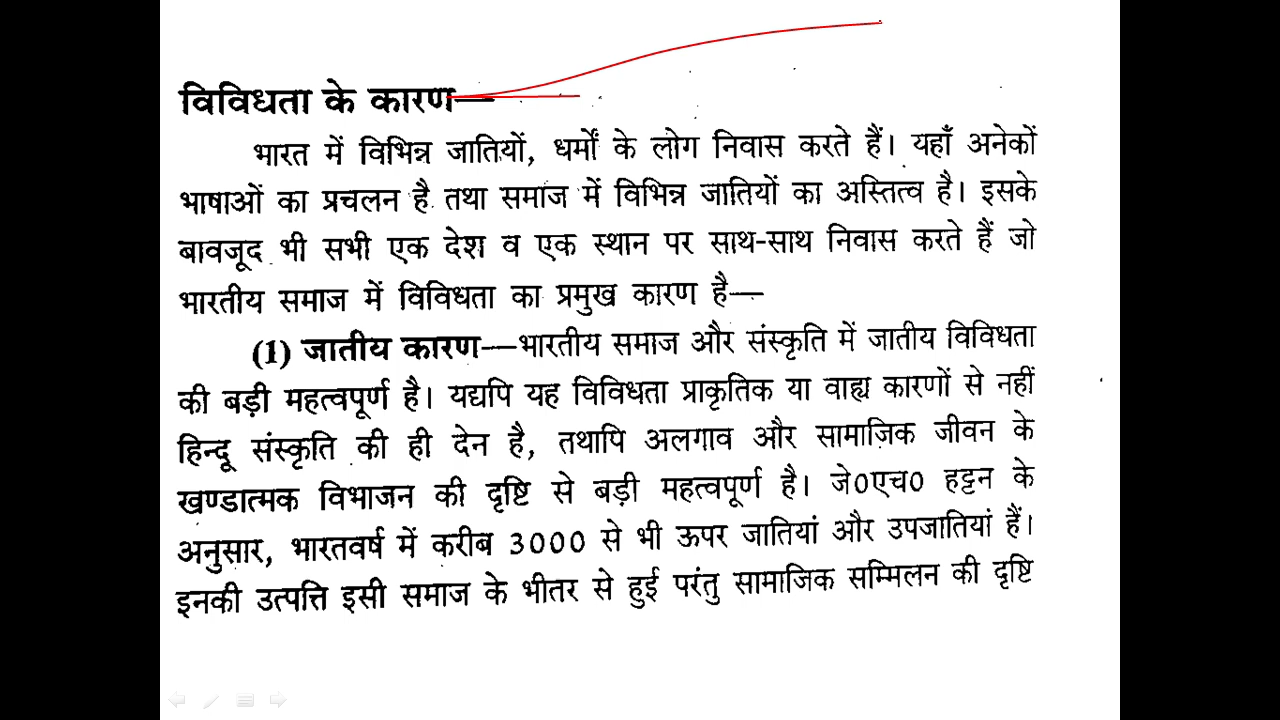 विविधता के कारण—
भारत में विभिन्न जातियों, धर्मों के लोग निवास करते हैं। यहाँ अनेकों
भाषाओं का प्रचलन है तथा समाज में विभिन्न जातियों का अस्तित्व है। इसके
बावजूद भी सभी एक देश व एक स्थान पर साथ-साथ निवास करते हैं जो
भारतीय समाज में विविधता का प्रमुख कारण है—
(1) जातीय कारण—भारतीय समाज और संस्कृति में जातीय विविधता
की बड़ी महत्वपूर्ण है। यद्यपि यह विविधता प्राकृतिक या वाह्य कारणों से नहीं
हिन्दू संस्कृति की ही देन है, तथापि अलगाव और सामाजिक जीवन के
खण्डात्मक विभाजन की दृष्टि से बड़ी महत्वपूर्ण है। जे0एच0 हट्टन के
अनुसार, भारतवर्ष में करीब 3000 से भी ऊपर जातियां और उपजातियां हैं।
इनकी उत्पत्ति इसी समाज के भीतर से हुई परंतु सामाजिक सम्मिलन की दृष्टि